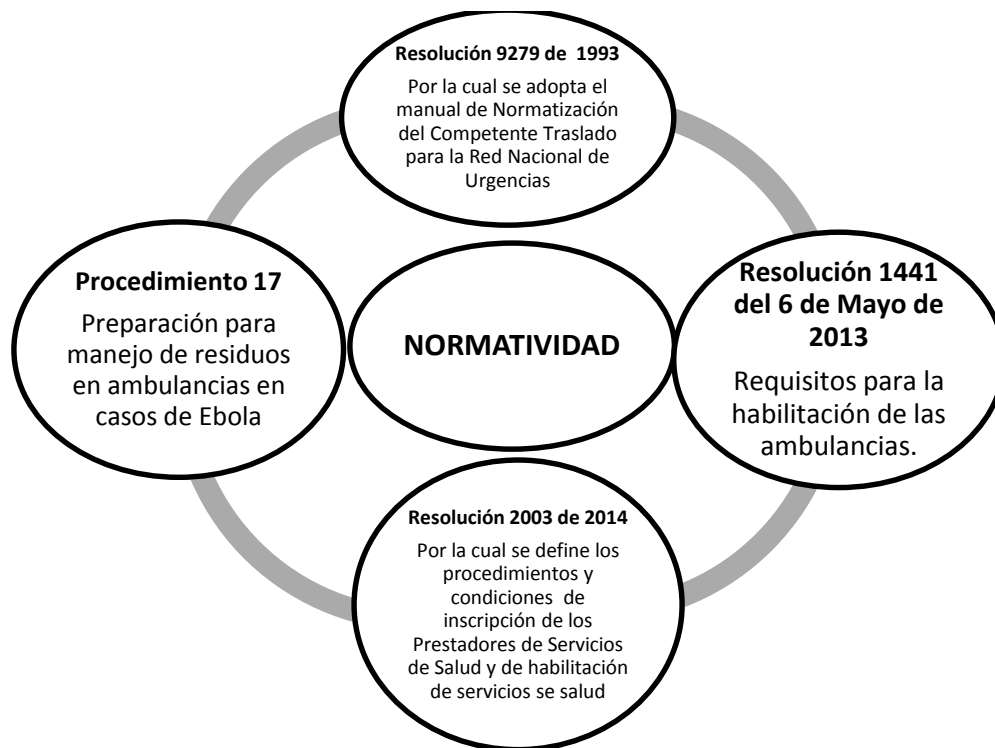 Resolución 9279 de 1993
Por la cual se adopta el
manual de Normatización
del Competente Traslado
para la Red Nacional de
Urgencias
Procedimiento 17
Preparación para
manejo de residuos
en ambulancias en
casos de Ebola
NORMATIVIDAD
Resolución 1441
del 6 de Mayo de
2013
Requisitos para la
habilitación de las
ambulancias.
Resolución 2003 de 2014
Por la cual se define los
procedimientos y
condiciones de
inscripción de los
Prestadores de Servicios
de Salud y de habilitación
de servicios se salud